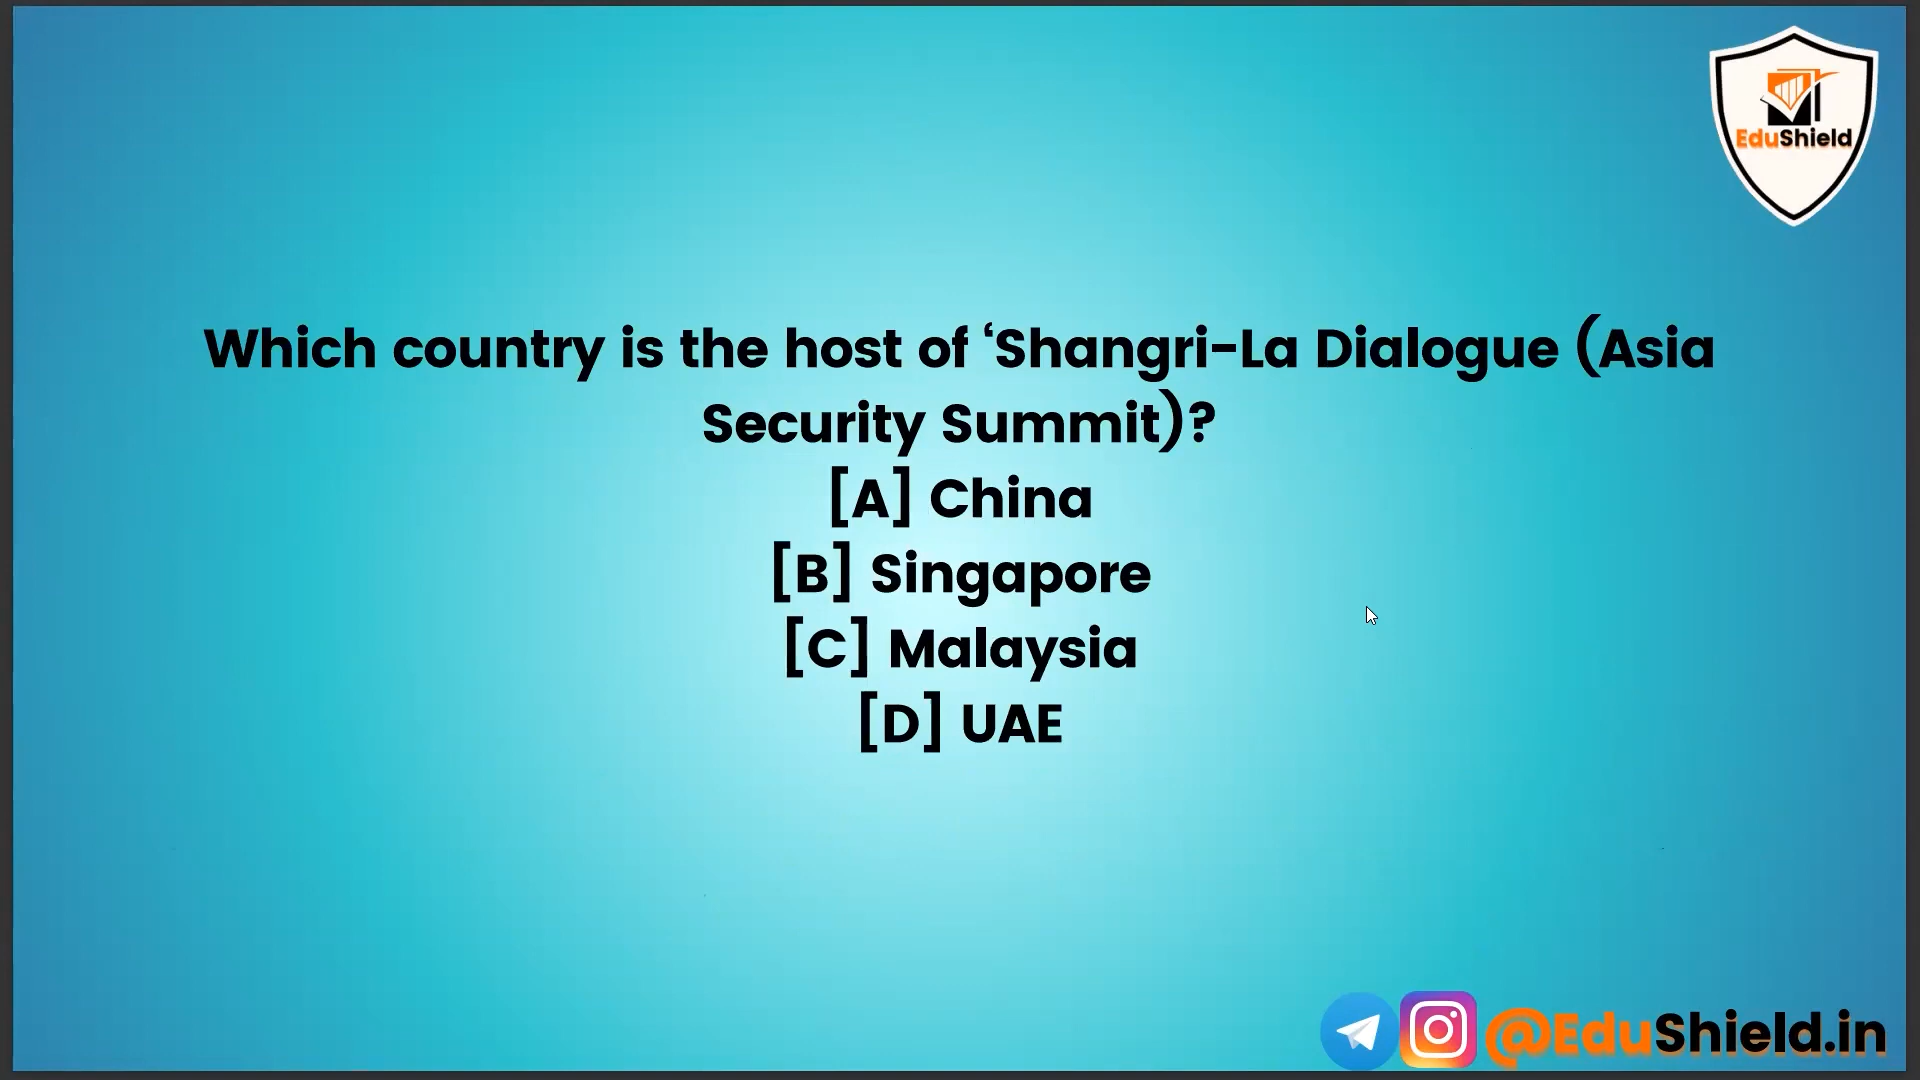 EduShield
Which country is the host of ‘Shangri-La Dialogue (Asia
Security Summit)?
[A] China
[B] Singapore
[C] Malaysia
[D] UAE
@EduShield.in